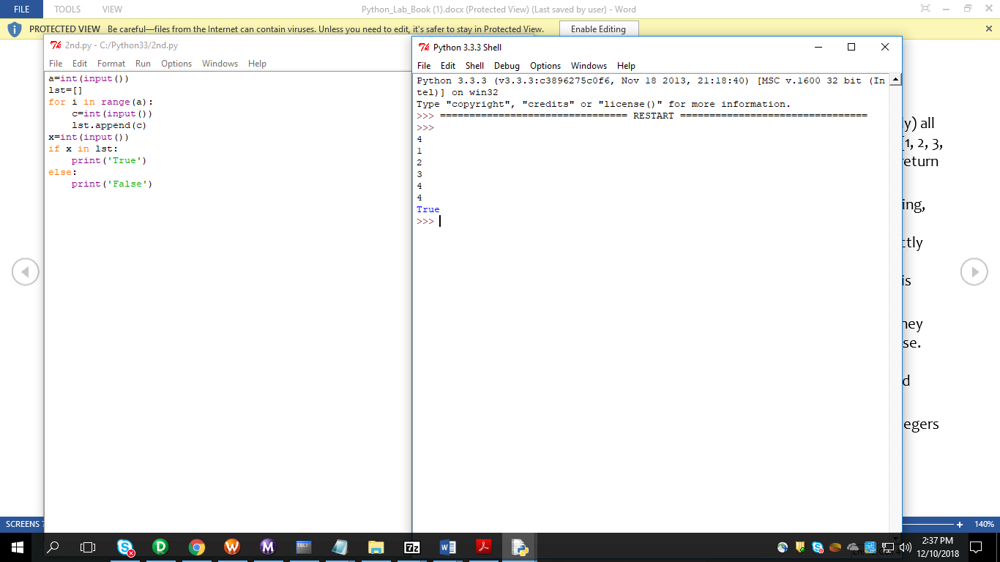 FILE TOOLS VIEW Python_Lab_Book (1).docx (Protected View) (Last saved by user) - Word
PROTECTED VIEW Be careful—files from the Internet can contain viruses. Unless you need to edit, it's safer to stay in Protected View. Enable Editing
2nd.py - C:/Python33/2nd.py
File Edit Format Run Options Windows Help
a=int(input())
lst=[]
for i in range(a):
    c=int(input())
    lst.append(c)
x=int(input())
if x in lst:
    print('True')
else:
    print('False')
Python 3.3.3 Shell
File Edit Shell Debug Options Windows Help
Python 3.3.3 (v3.3.3:c3896275c0f6, Nov 18 2013, 21:18:40) [MSC v.1600 32 bit (In
tel)] on win32
Type "copyright", "credits" or "license()" for more information.
>>> ================================ RESTART ================================
>>>
4
1
2
3
4
4
True
>>>
y) all
[1, 2, 3,
eturn
ing,
ctly
is
hey
se.
d
egers
SCREENS 7
140%
2:37 PM
12/10/2018